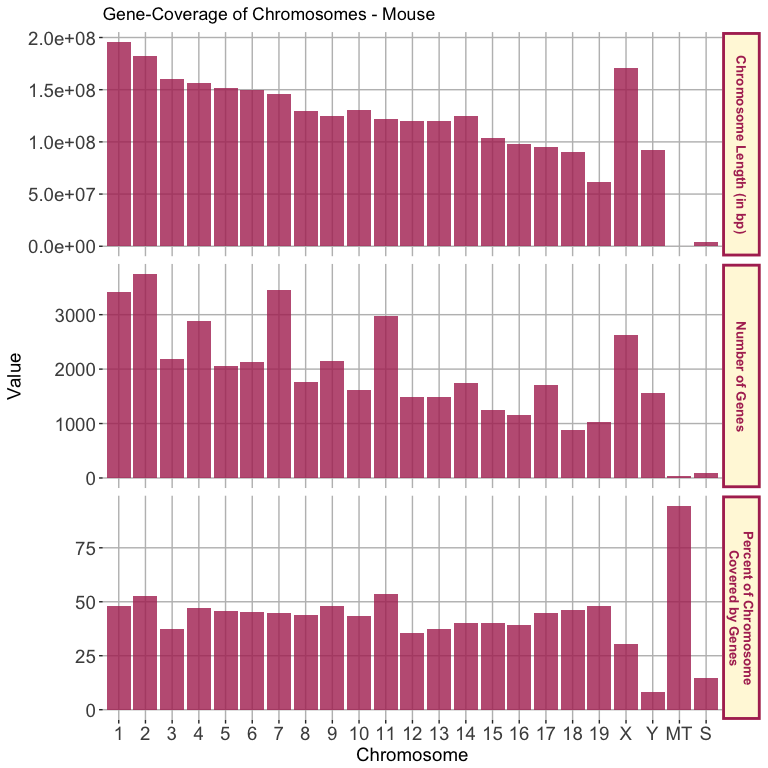 Gene-Coverage of Chromosomes - Mouse
2.0e+08
1.5e+08
1.0e+08
5.0e+07
0.0e+00
Chromosome Length (in bp)
3000
2000
1000
0
Number of Genes
Value
75
50
25
0
Percent of Chromosome
Covered by Genes
1 2 3 4 5 6 7 8 9 10 11 12 13 14 15 16 17 18 19 X Y MT S
Chromosome